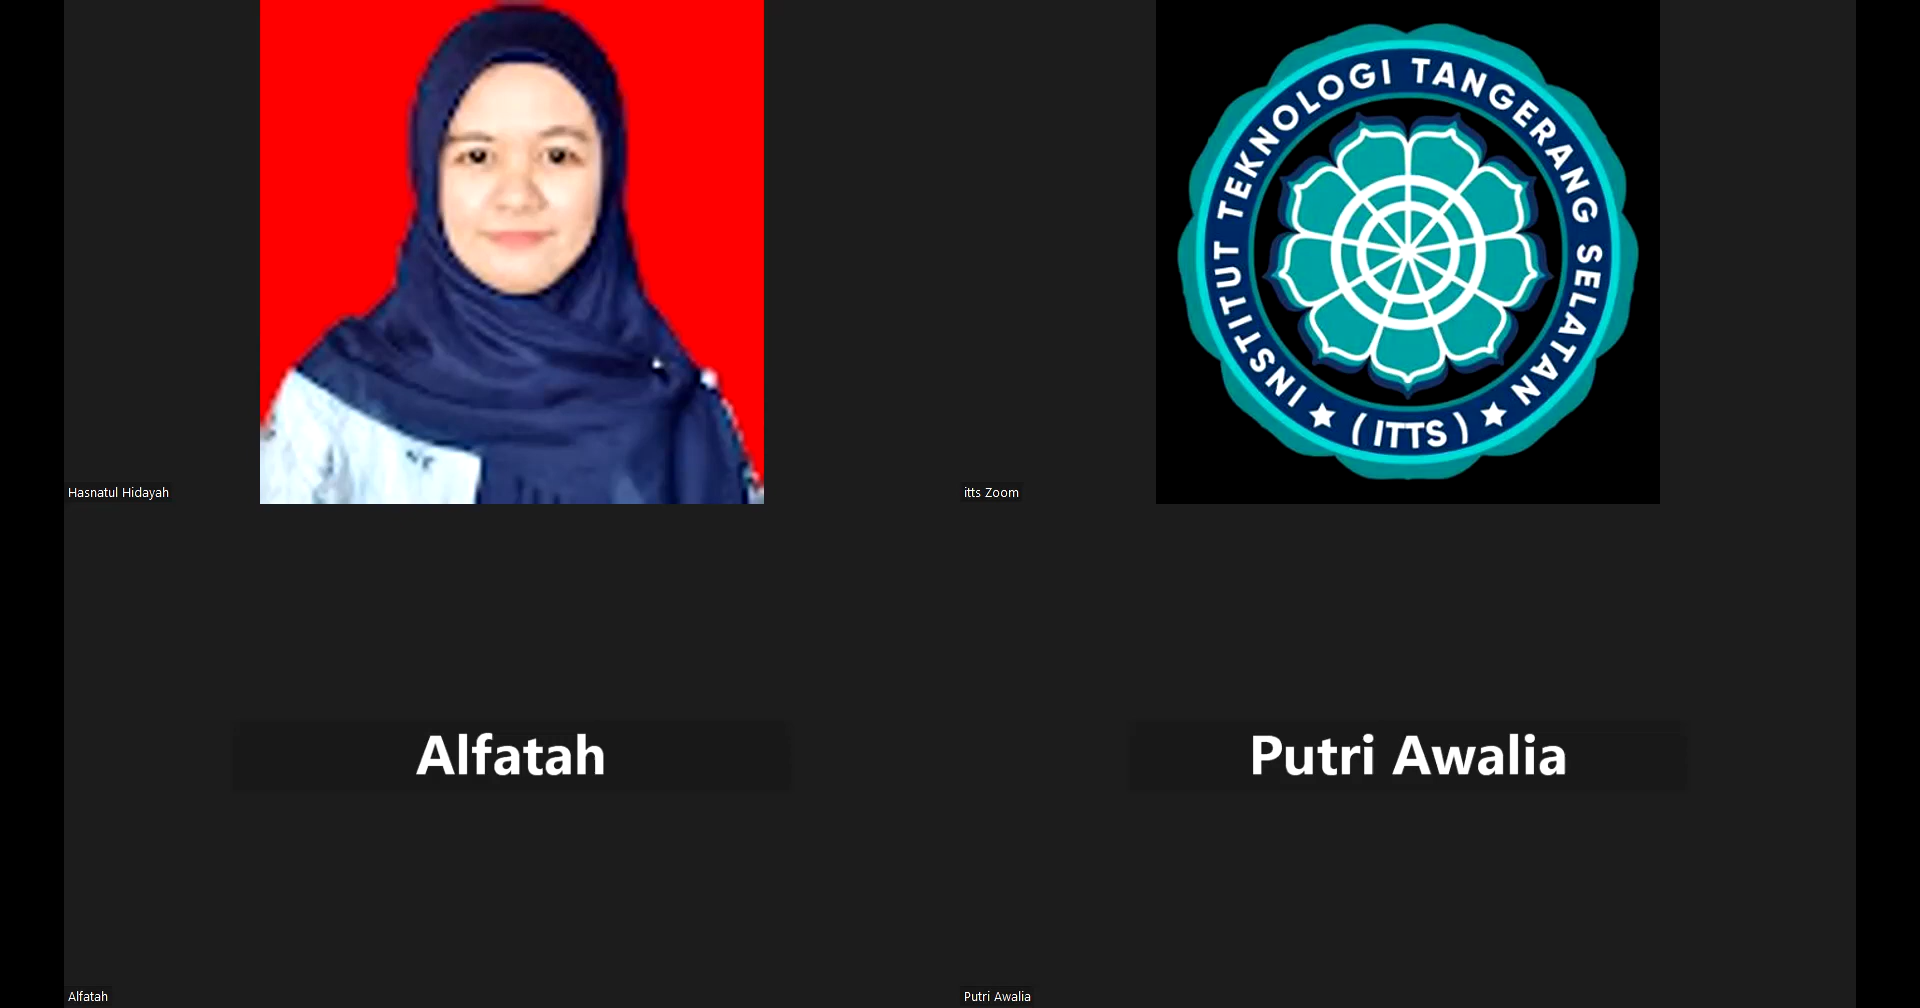 INSTITUT TEKNOLOGI TANGERANG SELATAN
( ITTS )
Hasnatul Hidayah
itts Zoom
Alfatah
Putri Awalia
Alfatah
Putri Awalia